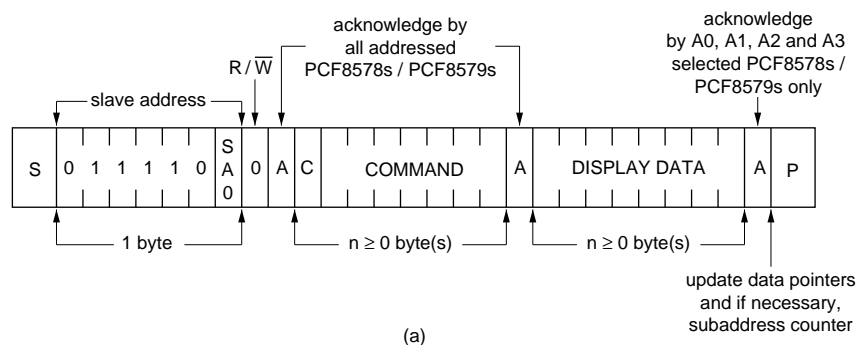 acknowledge by
all addressed
PCF8578s / PCF8579s
acknowledge
by A0, A1, A2 and A3
selected PCF8578s /
PCF8579s only
R / W
slave address
S 0 1 1 1 1 0 SA0 0 A C COMMAND A DISPLAY DATA A P
1 byte
n ≥ 0 byte(s)
n ≥ 0 byte(s)
update data pointers
and if necessary,
subaddress counter
(a)